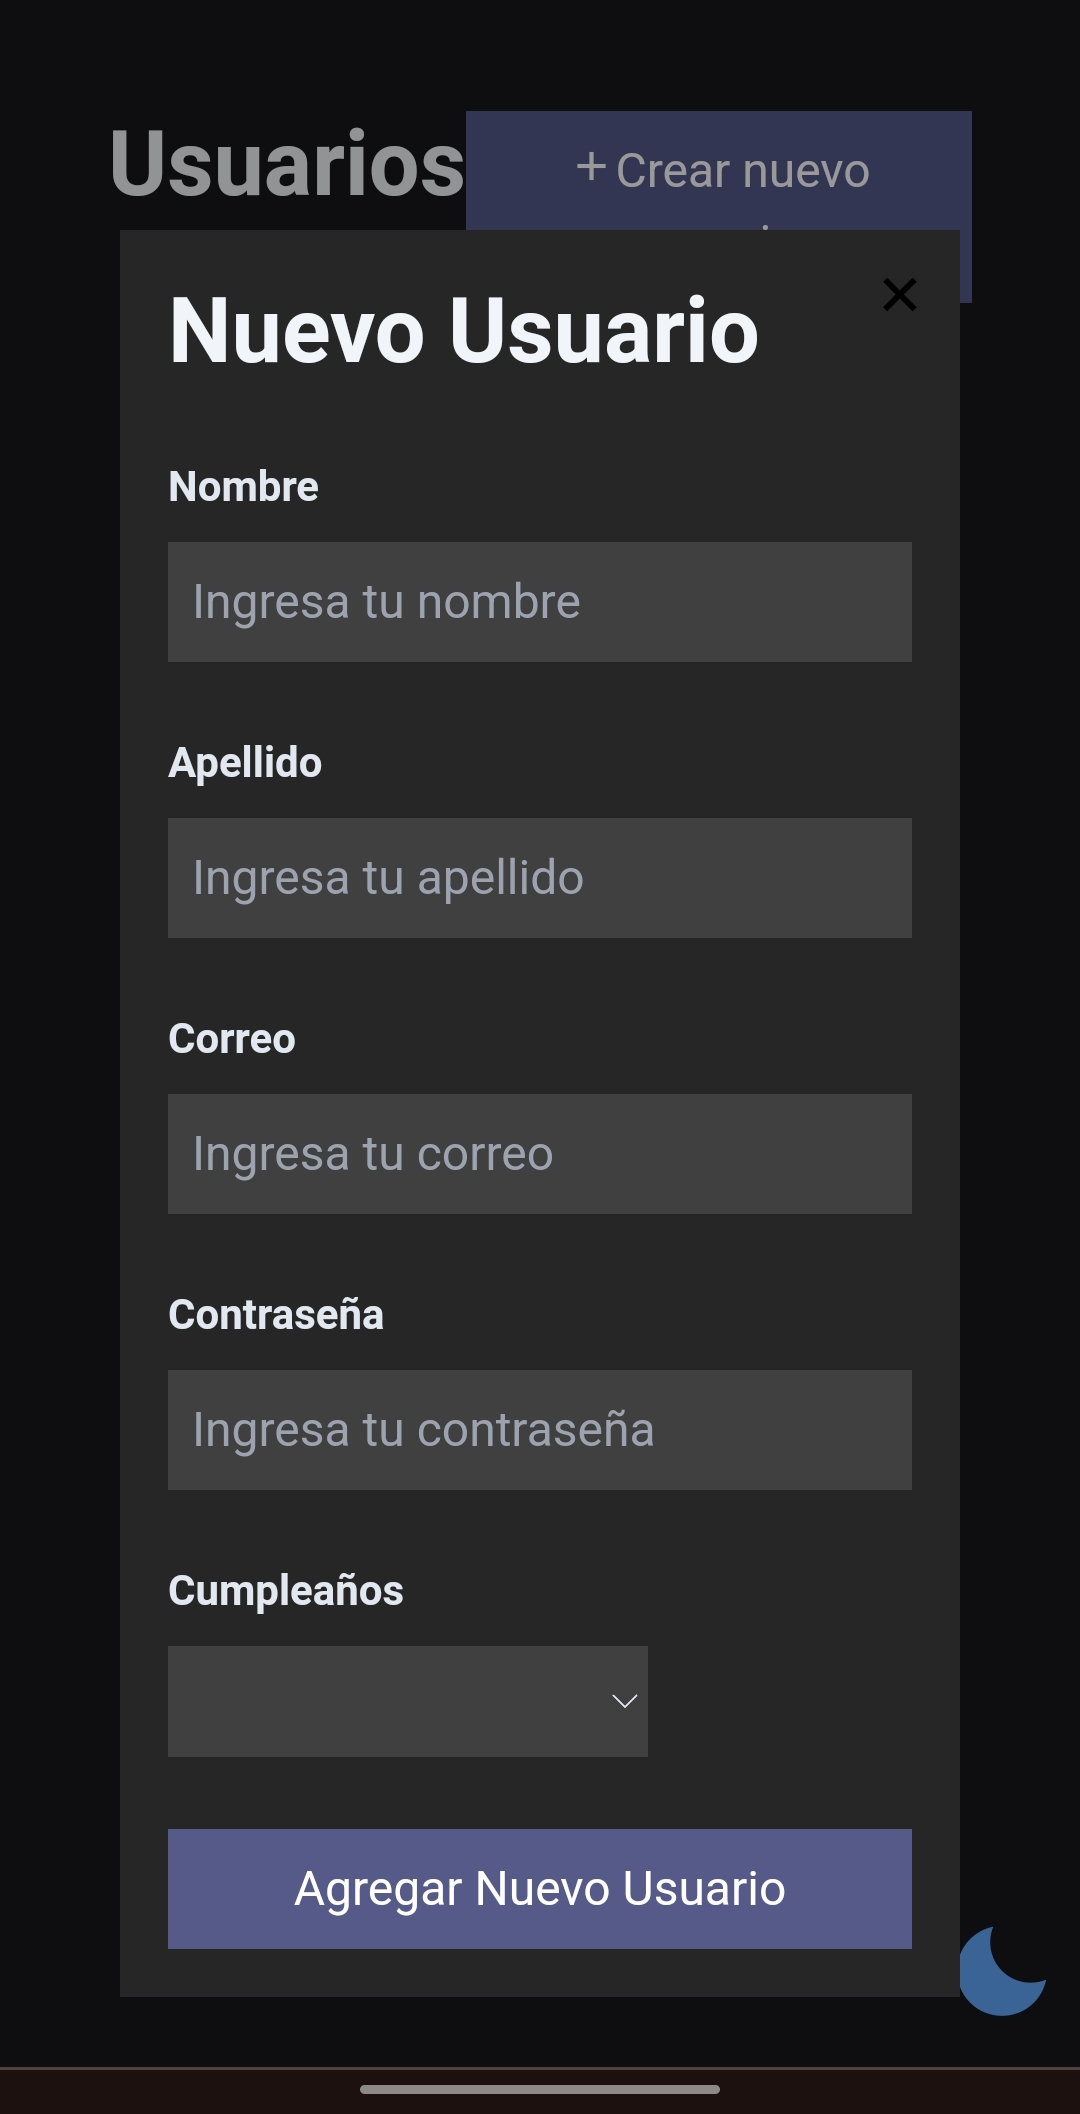 Usuarios
+ Crear nuevo
Nuevo Usuario
Nombre
Ingresa tu nombre
Apellido
Ingresa tu apellido
Correo
Ingresa tu correo
Contraseña
Ingresa tu contraseña
Cumpleaños
Agregar Nuevo Usuario